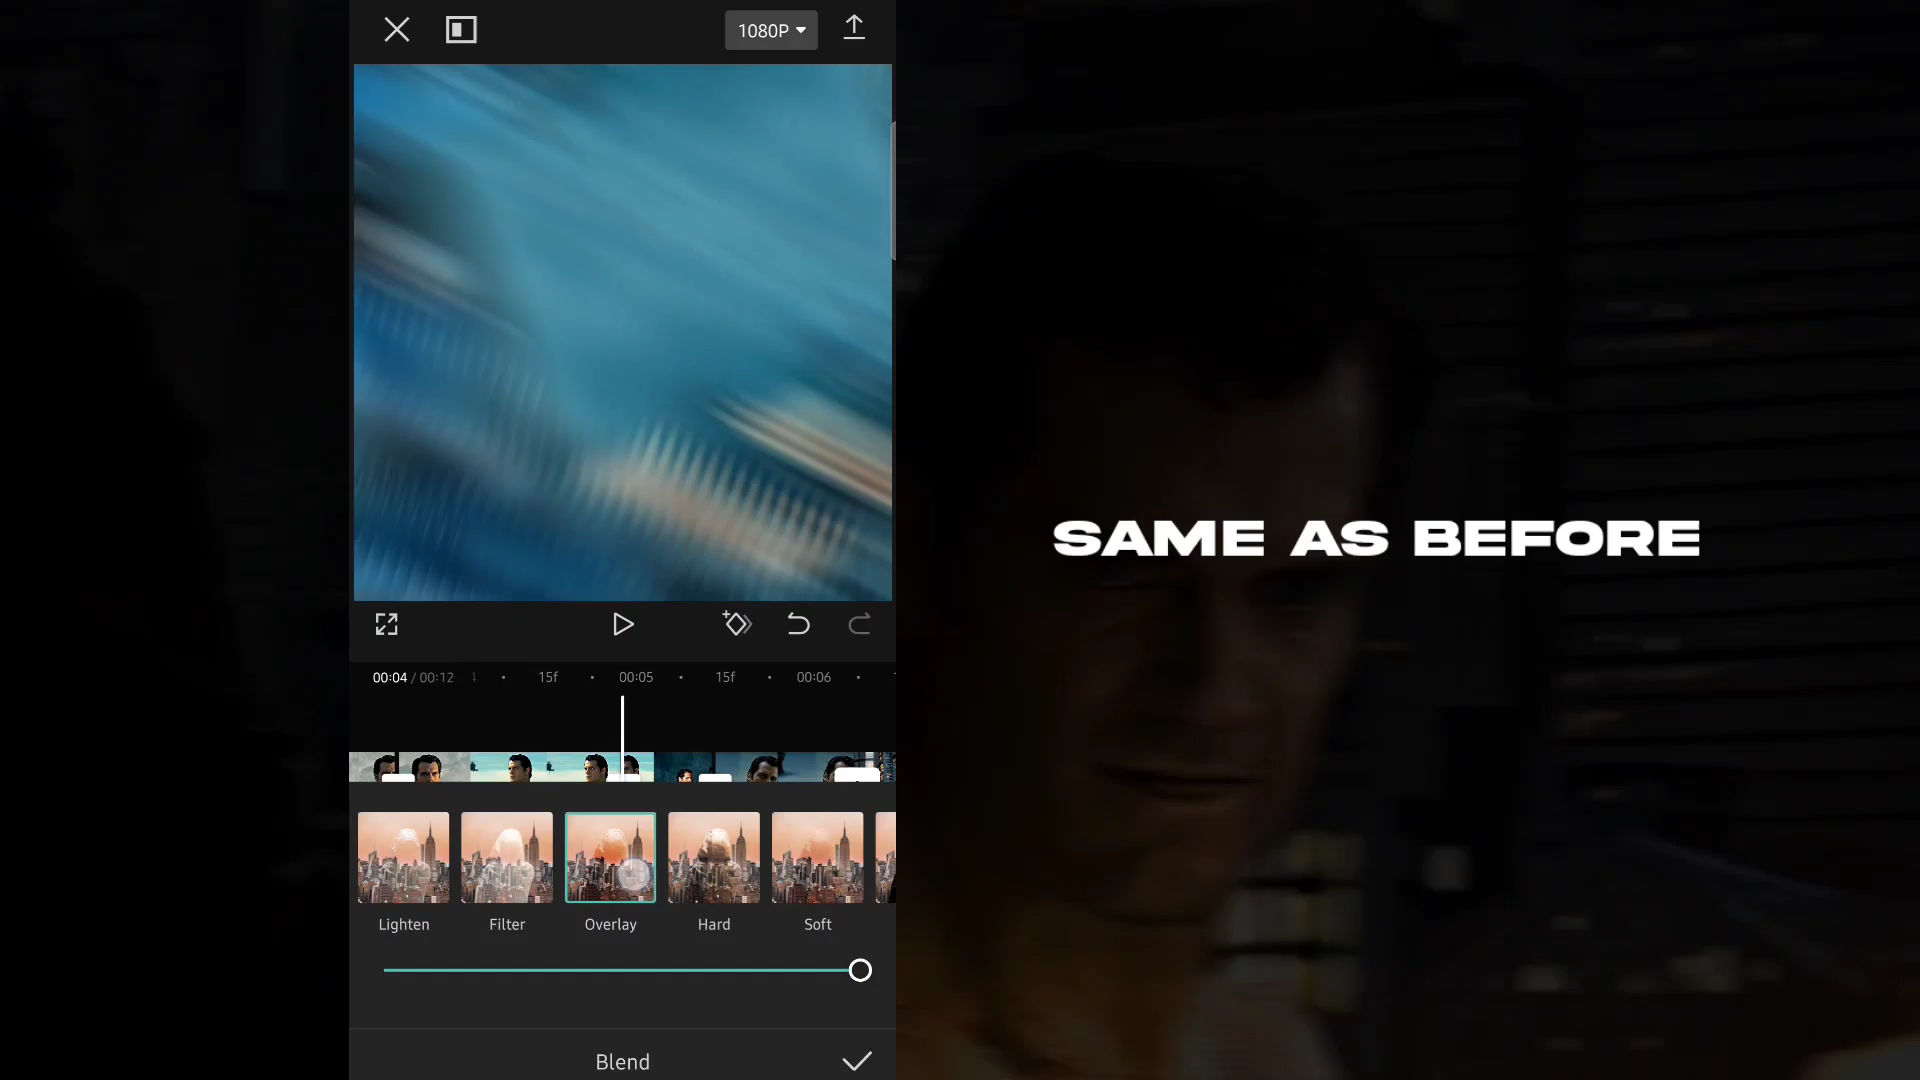 1080P
SAME AS BEFORE
00:04 / 00:12
15f
00:05
15f
00:06
Lighten
Filter
Overlay
Hard
Soft
Blend